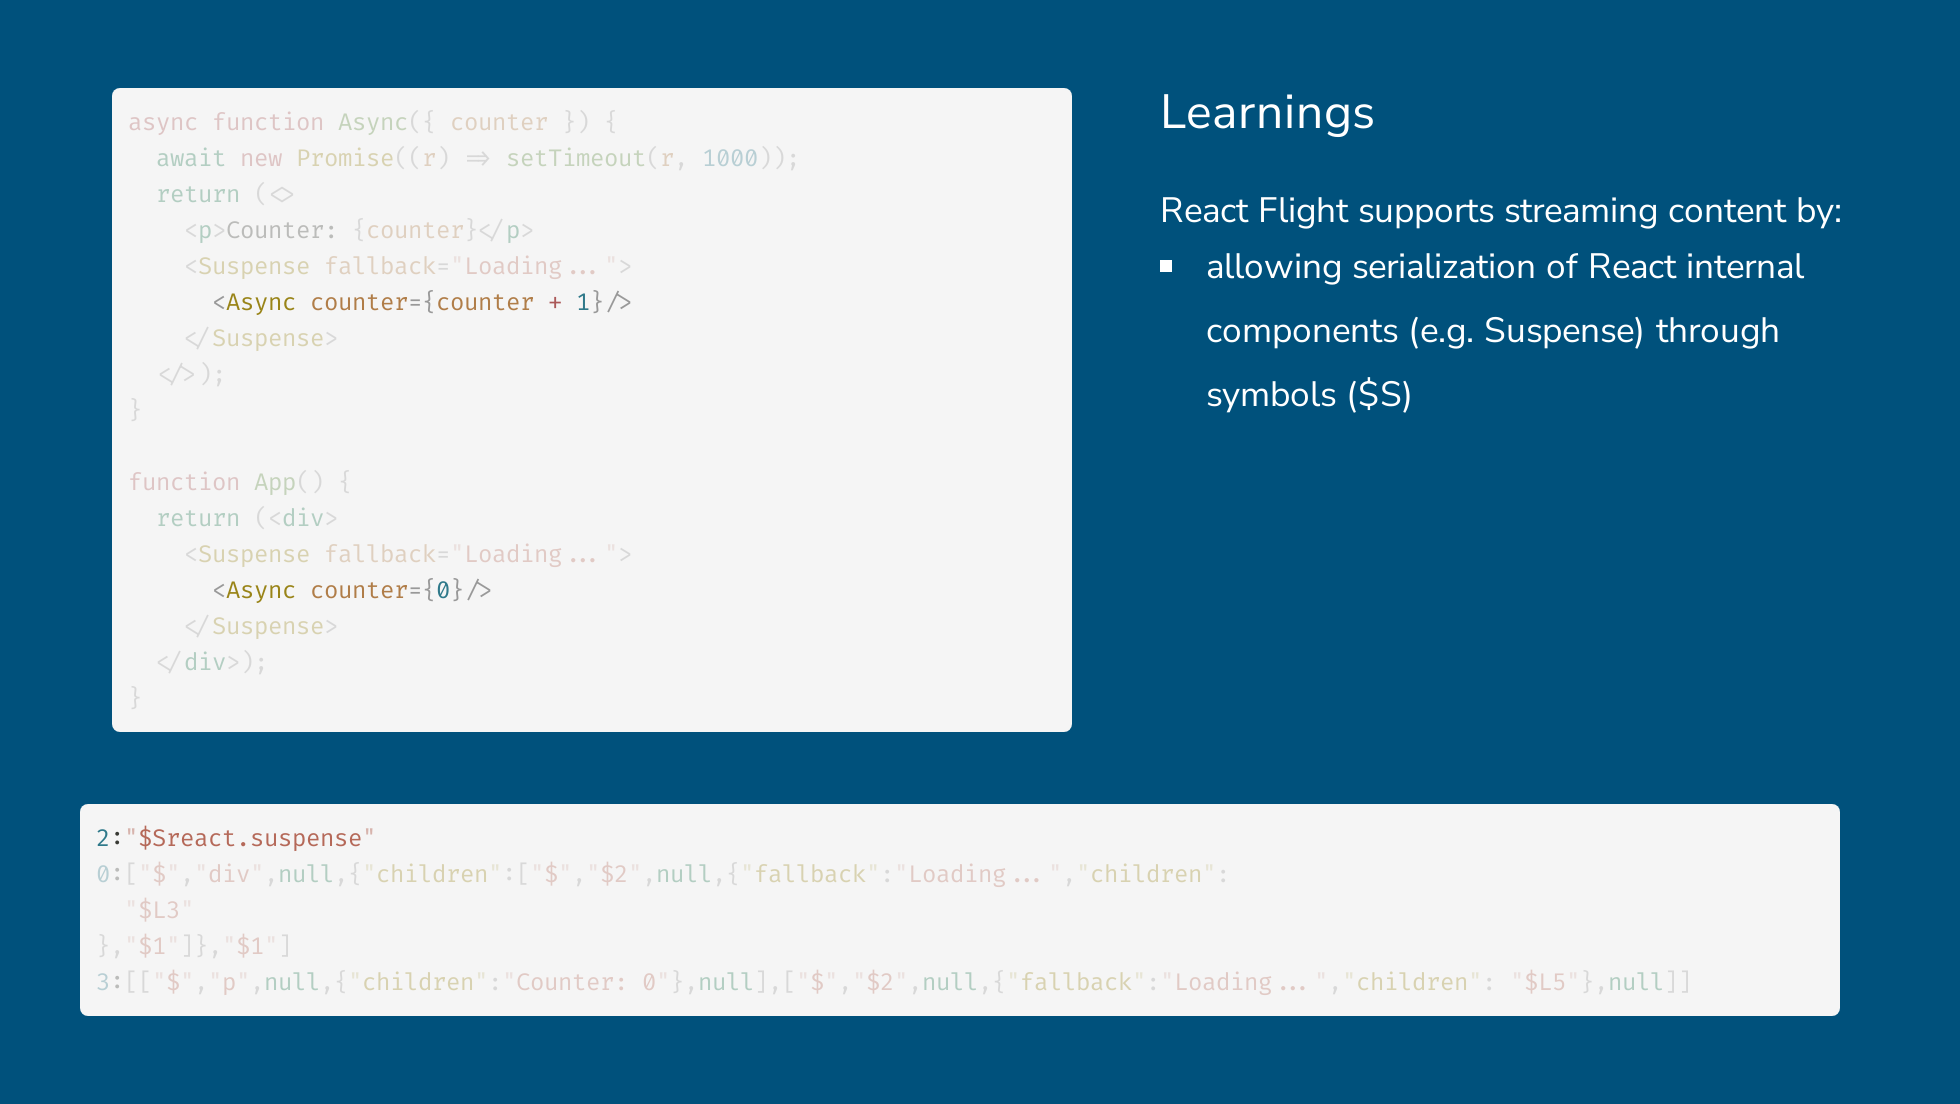 async function Async({ counter }) {
  await new Promise((r) => setTimeout(r, 1000));
  return (<>
    <p>Counter: {counter}</p>
    <Suspense fallback="Loading...">
      <Async counter={counter + 1}/>
    </Suspense>
  </>);
}

function App() {
  return (<div>
    <Suspense fallback="Loading...">
      <Async counter={0}/>
    </Suspense>
  </div>);
}
Learnings
React Flight supports streaming content by:
▪ allowing serialization of React internal
components (e.g. Suspense) through
symbols ($S)
2:"$Sreact.suspense"
0:["$","div",null,{"children":["$","$2",null,{"fallback":"Loading...","children":
  "$L3"
},"$1"]},"$1"]
3:[["$","p",null,{"children":"Counter: 0"},null],["$","$2",null,{"fallback":"Loading...","children": "$L5"},null]]